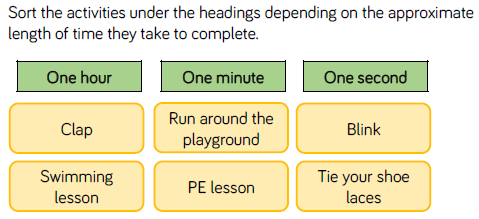 Sort the activities under the headings depending on the approximate
length of time they take to complete.
One hour
One minute
One second
Clap
Run around the
playground
Blink
Swimming
lesson
PE lesson
Tie your shoe
laces